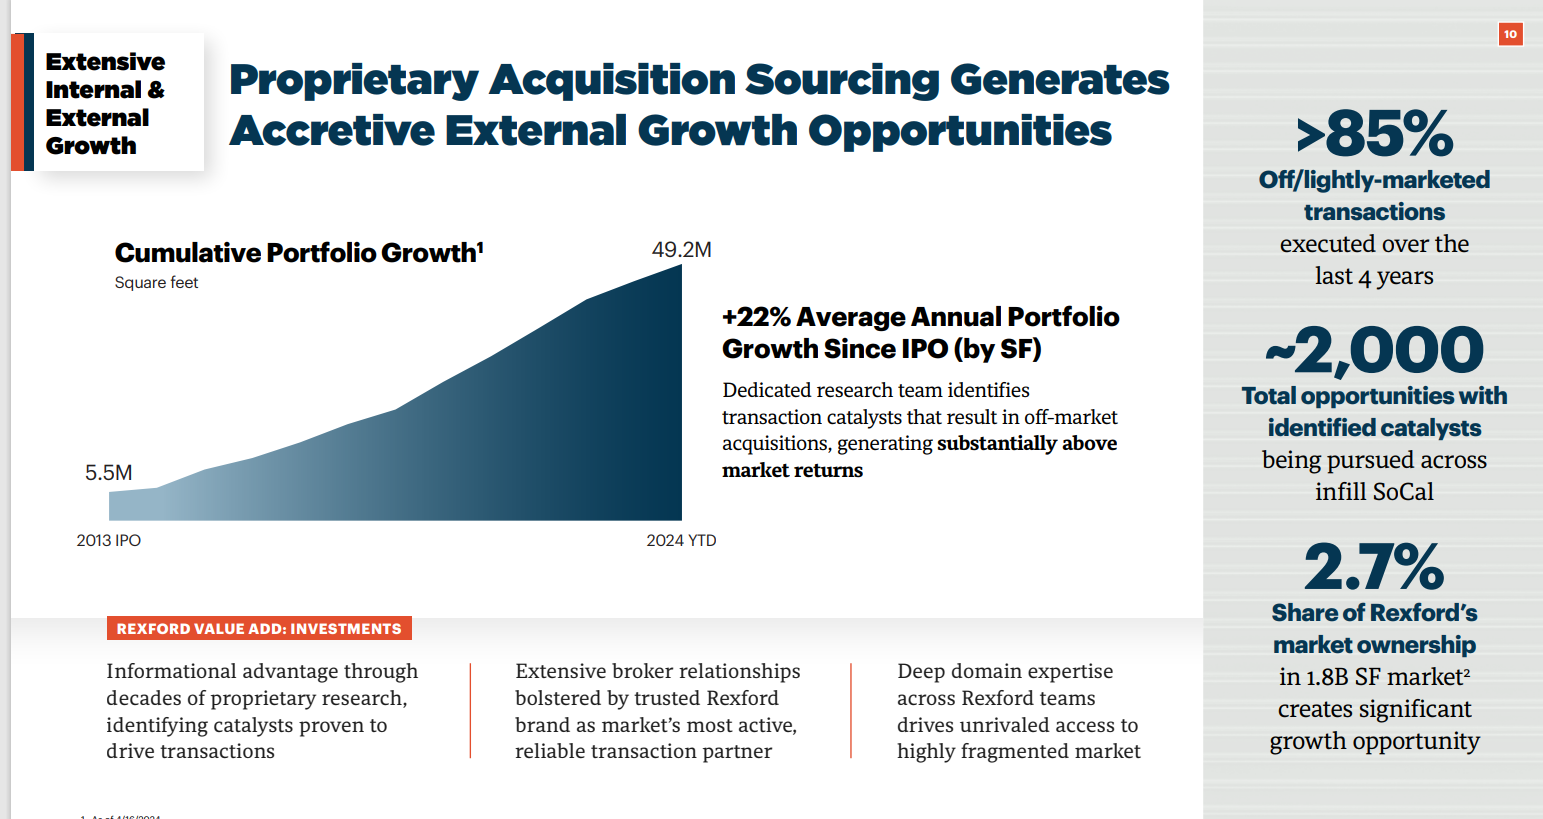 10
Extensive
Internal &
External
Growth
Proprietary Acquisition Sourcing Generates
Accretive External Growth Opportunities
Cumulative Portfolio Growth¹
Square feet
49.2M
5.5M
2013 IPO
2024 YTD
+22% Average Annual Portfolio
Growth Since IPO (by SF)
Dedicated research team identifies
transaction catalysts that result in off-market
acquisitions, generating substantially above
market returns
>85%
Off/lightly-marketed
transactions
executed over the
last 4 years
~2,000
Total opportunities with
identified catalysts
being pursued across
infill SoCal
2.7%
Share of Rexford’s
market ownership
in 1.8B SF market²
creates significant
growth opportunity
REXFORD VALUE ADD: INVESTMENTS
Informational advantage through
decades of proprietary research,
identifying catalysts proven to
drive transactions
Extensive broker relationships
bolstered by trusted Rexford
brand as market’s most active,
reliable transaction partner
Deep domain expertise
across Rexford teams
drives unrivaled access to
highly fragmented market
1. As of 4/16/2024